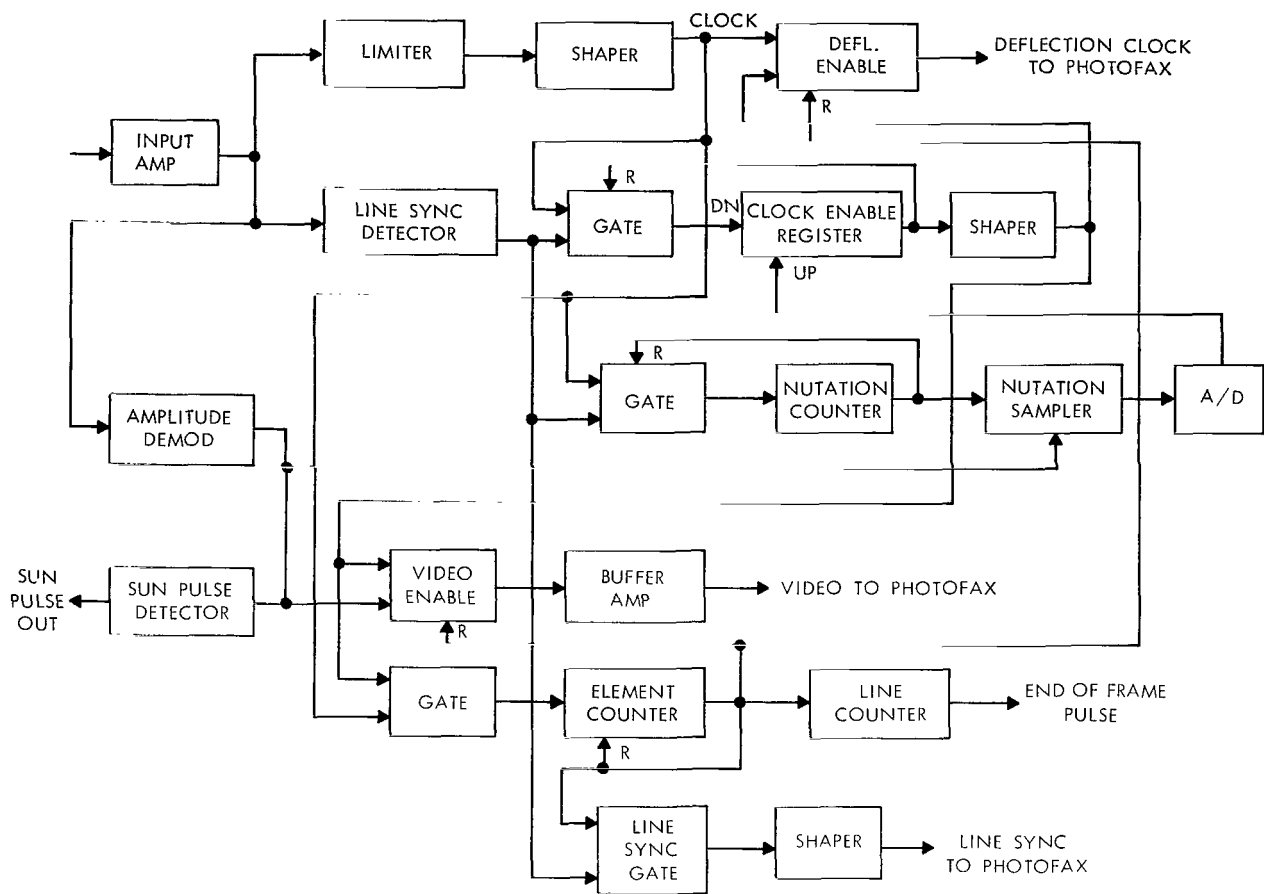 CLOCK
LIMITER
SHAPER
DEFL.
ENABLE
DEFLECTION CLOCK
TO PHOTOFAX
R
INPUT
AMP
R
LINE SYNC
DETECTOR
GATE
DN
CLOCK ENABLE
REGISTER
SHAPER
UP
R
GATE
NUTATION
COUNTER
NUTATION
SAMPLER
A/D
AMPLITUDE
DEMOD
SUN
PULSE
OUT
SUN PULSE
DETECTOR
VIDEO
ENABLE
R
BUFFER
AMP
VIDEO TO PHOTOFAX
GATE
ELEMENT
COUNTER
R
LINE
COUNTER
END OF FRAME
PULSE
LINE
SYNC
GATE
SHAPER
LINE SYNC
TO PHOTOFAX